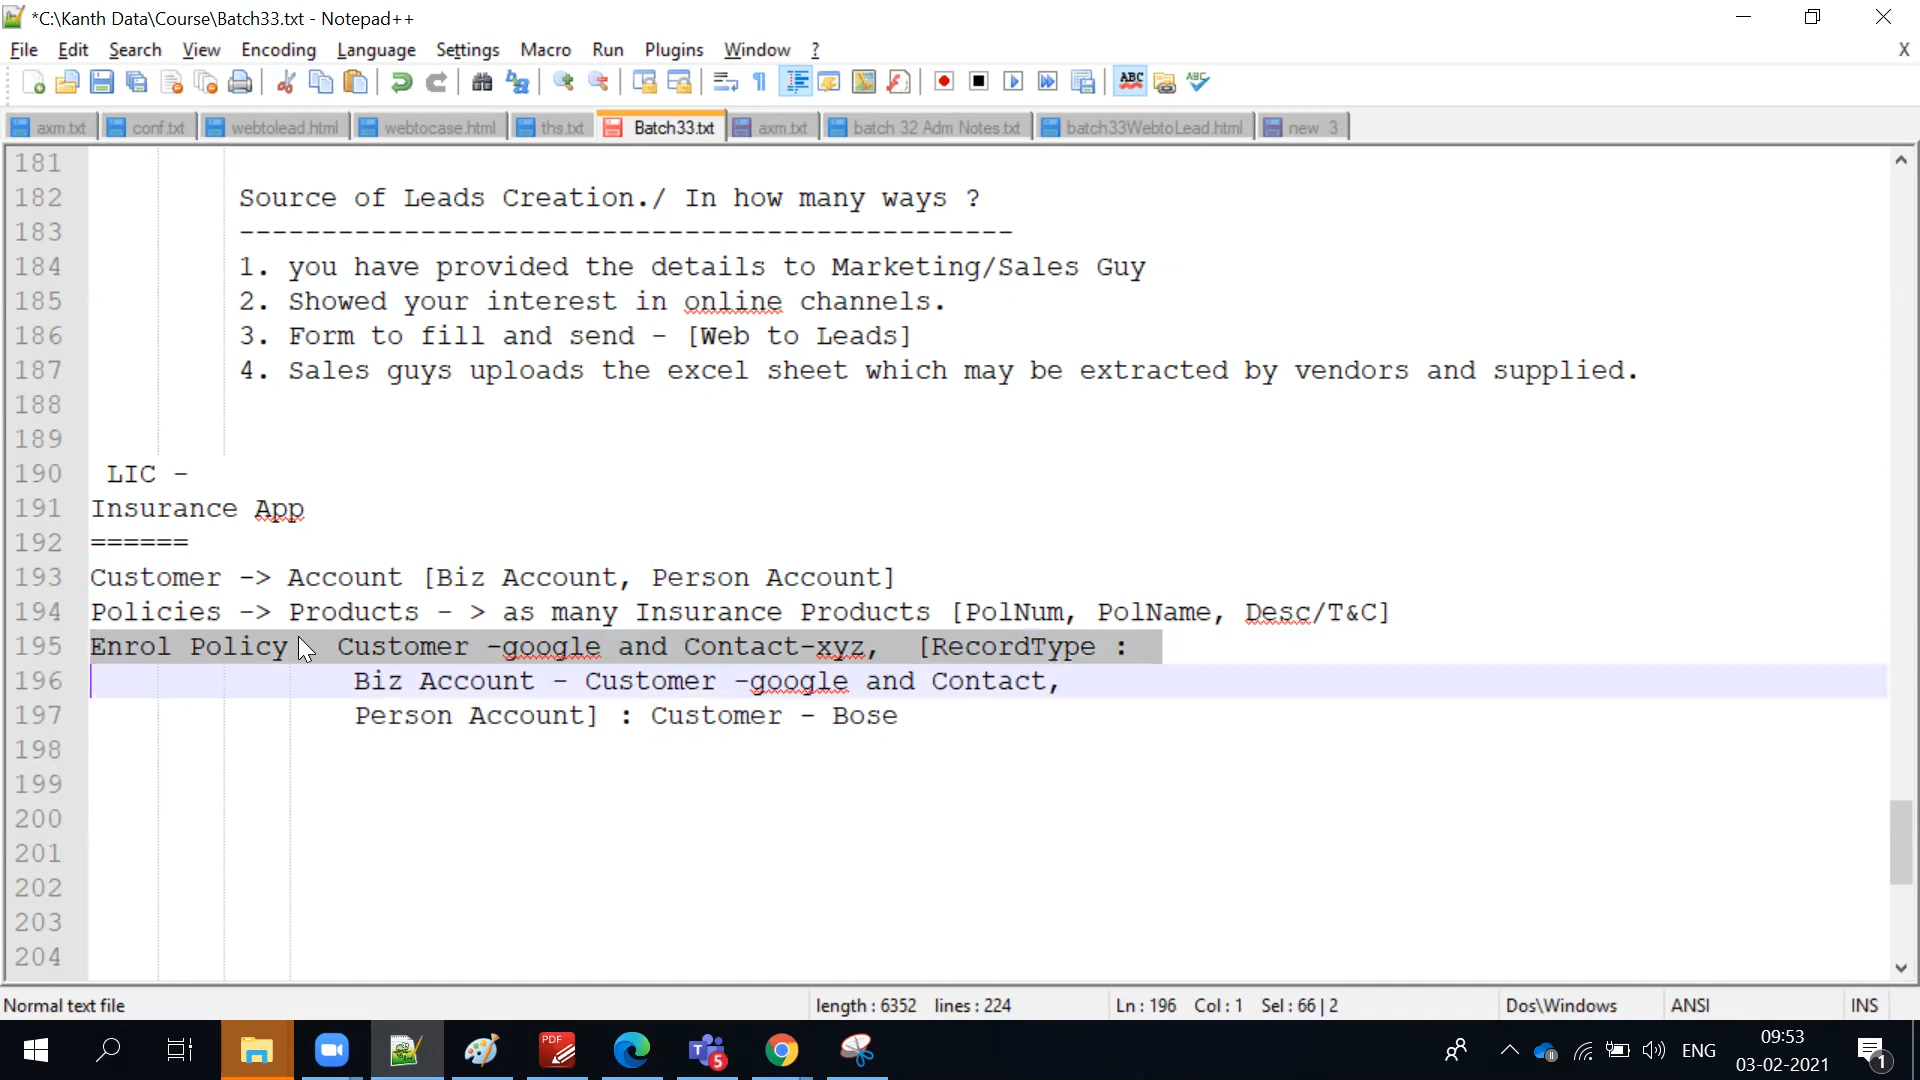 *C:\Kanth Data\Course\Batch33.txt - Notepad++
File Edit Search View Encoding Language Settings Macro Run Plugins Window ? X
ABC ABC
axm.txt conf.txt webtolead.html webtocase.html ths.txt Batch33.txt axm.txt batch 32 Adm Notes.txt batch33WebtoLead.html new 3
181
182 Source of Leads Creation./ In how many ways ?
183 -----------------------------------------------
184 1. you have provided the details to Marketing/Sales Guy
185 2. Showed your interest in online channels.
186 3. Form to fill and send - [Web to Leads]
187 4. Sales guys uploads the excel sheet which may be extracted by vendors and supplied.
188
189
190 LIC -
191 Insurance App
192 ======
193 Customer -> Account [Biz Account, Person Account]
194 Policies -> Products - > as many Insurance Products [PolNum, PolName, Desc/T&C]
195 Enrol Policy Customer -google and Contact-xyz, [RecordType :
196 Biz Account - Customer -google and Contact,
197 Person Account] : Customer - Bose
198
199
200
201
202
203
204
Normal text file length : 6352 lines : 224 Ln : 196 Col : 1 Sel : 66 | 2 Dos\Windows ANSI INS
PDF 5 ENG 09:53 03-02-2021 1